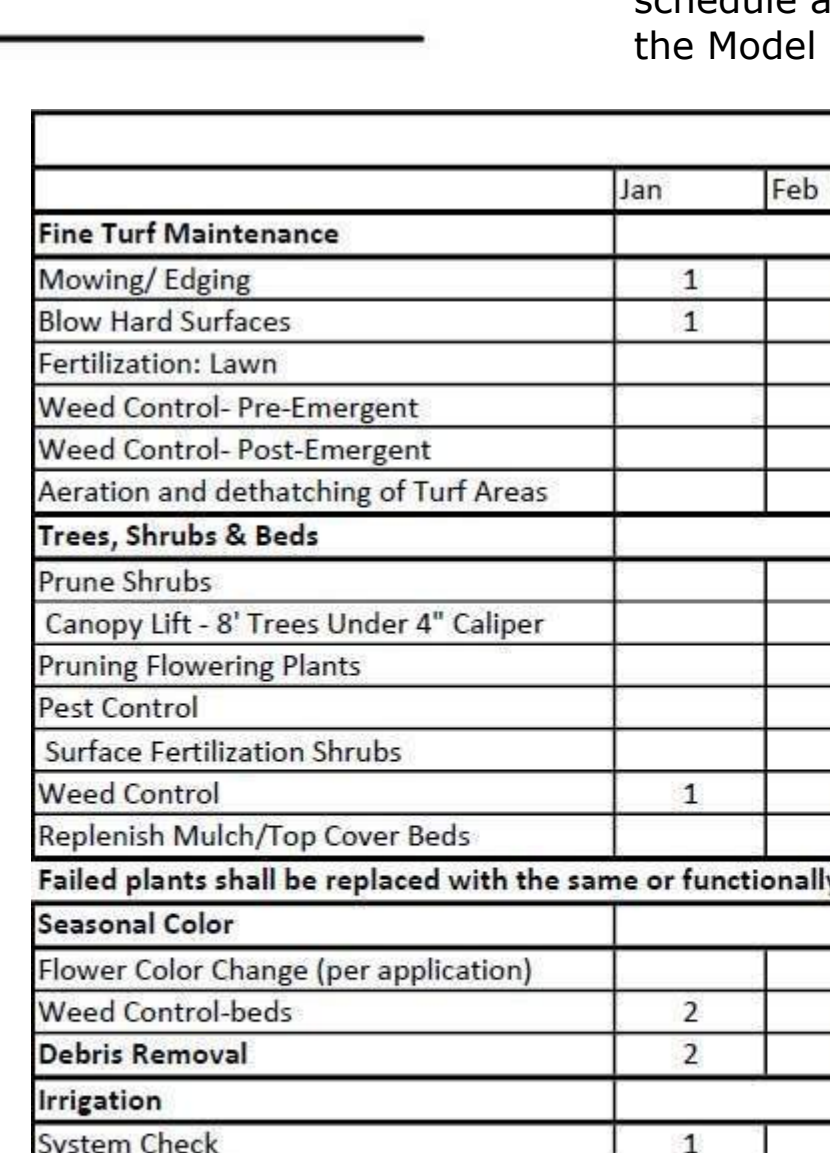 schedule a
the Model
Jan Feb
Fine Turf Maintenance
Mowing/ Edging 1
Blow Hard Surfaces 1
Fertilization: Lawn
Weed Control- Pre-Emergent
Weed Control- Post-Emergent
Aeration and dethatching of Turf Areas
Trees, Shrubs & Beds
Prune Shrubs
Canopy Lift - 8' Trees Under 4" Caliper
Pruning Flowering Plants
Pest Control
Surface Fertilization Shrubs
Weed Control 1
Replenish Mulch/Top Cover Beds
Failed plants shall be replaced with the same or functionally
Seasonal Color
Flower Color Change (per application)
Weed Control-beds 2
Debris Removal 2
Irrigation
System Check 1